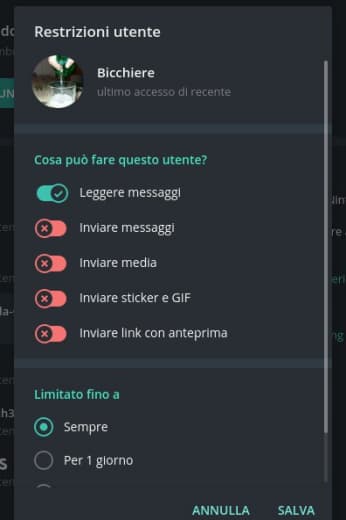 Restrizioni utente
Bicchiere
ultimo accesso di recente
Cosa può fare questo utente?
Leggere messaggi
Inviare messaggi
Inviare media
Inviare sticker e GIF
Inviare link con anteprima
Limitato fino a
Sempre
Per 1 giorno
ANNULLA SALVA